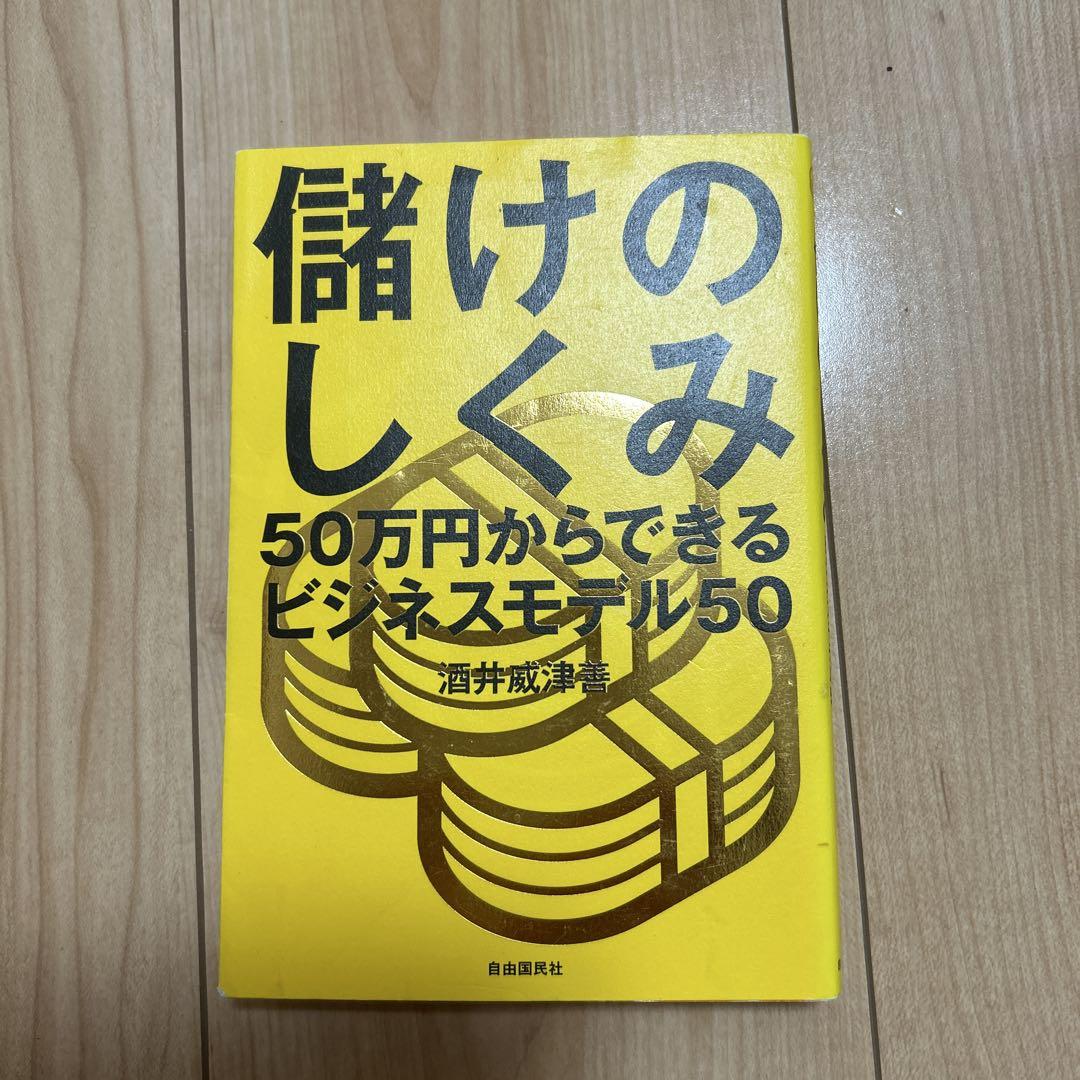 儲けの
しくみ
50万円からできる
ビジネスモデル50
酒井威津善
自由国民社